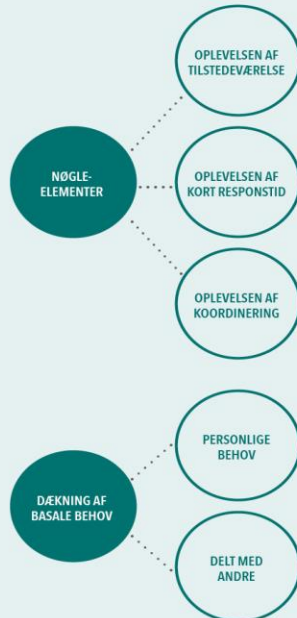 OPLEVELSEN AF
TILSTEDEVÆRELSE
NØGLE-
ELEMENTER
OPLEVELSEN AF
KORT RESPONSTID
OPLEVELSEN AF
KOORDINERING
PERSONLIGE
BEHOV
DÆKNING AF
BASALE BEHOV
DELT MED
ANDRE